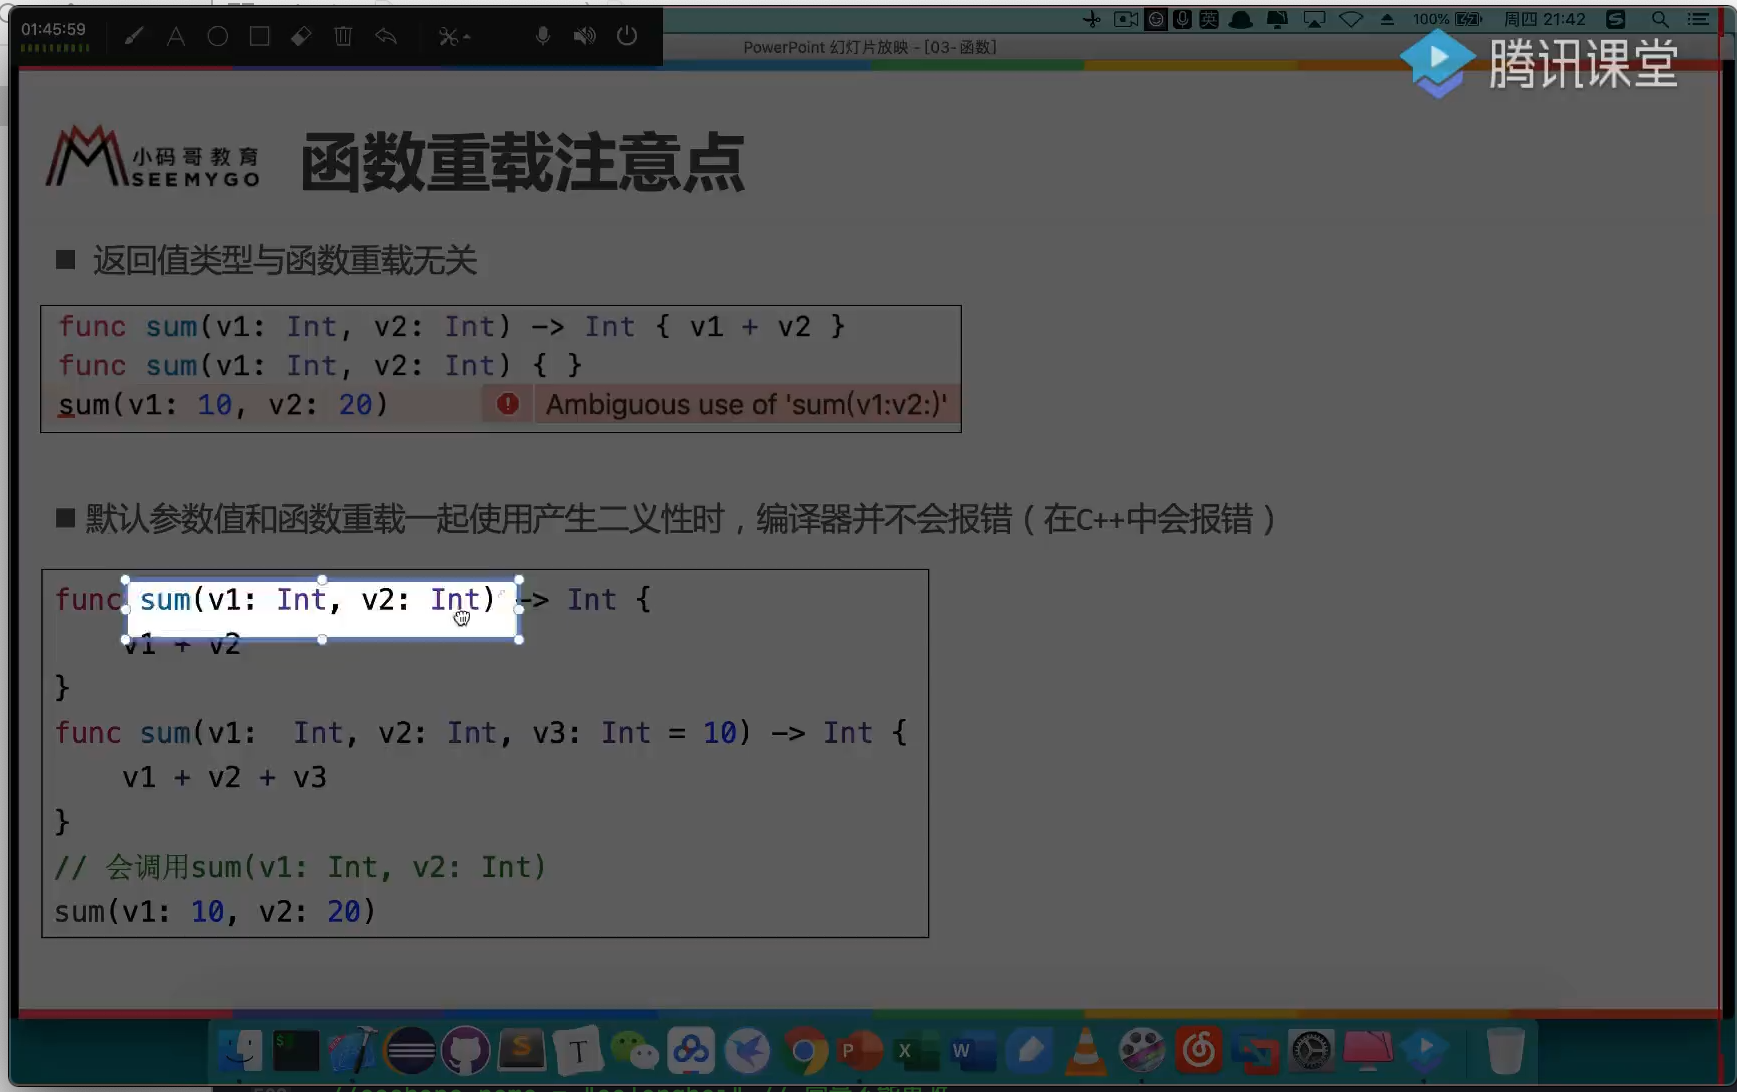 01:45:59
100%
周四 21:42
PowerPoint 幻灯片放映 - [03-函数]
腾讯课堂
小码哥教育
SEEMYGO
函数重载注意点
■ 返回值类型与函数重载无关
func sum(v1: Int, v2: Int) -> Int { v1 + v2 }
func sum(v1: Int, v2: Int) { }
sum(v1: 10, v2: 20)
Ambiguous use of 'sum(v1:v2:)'
■ 默认参数值和函数重载一起使用产生二义性时，编译器并不会报错（在C++中会报错）
func sum(v1: Int, v2: Int) -> Int {
v1 + v2
}
func sum(v1:  Int, v2: Int, v3: Int = 10) -> Int {
v1 + v2 + v3
}
// 会调用sum(v1: Int, v2: Int)
sum(v1: 10, v2: 20)